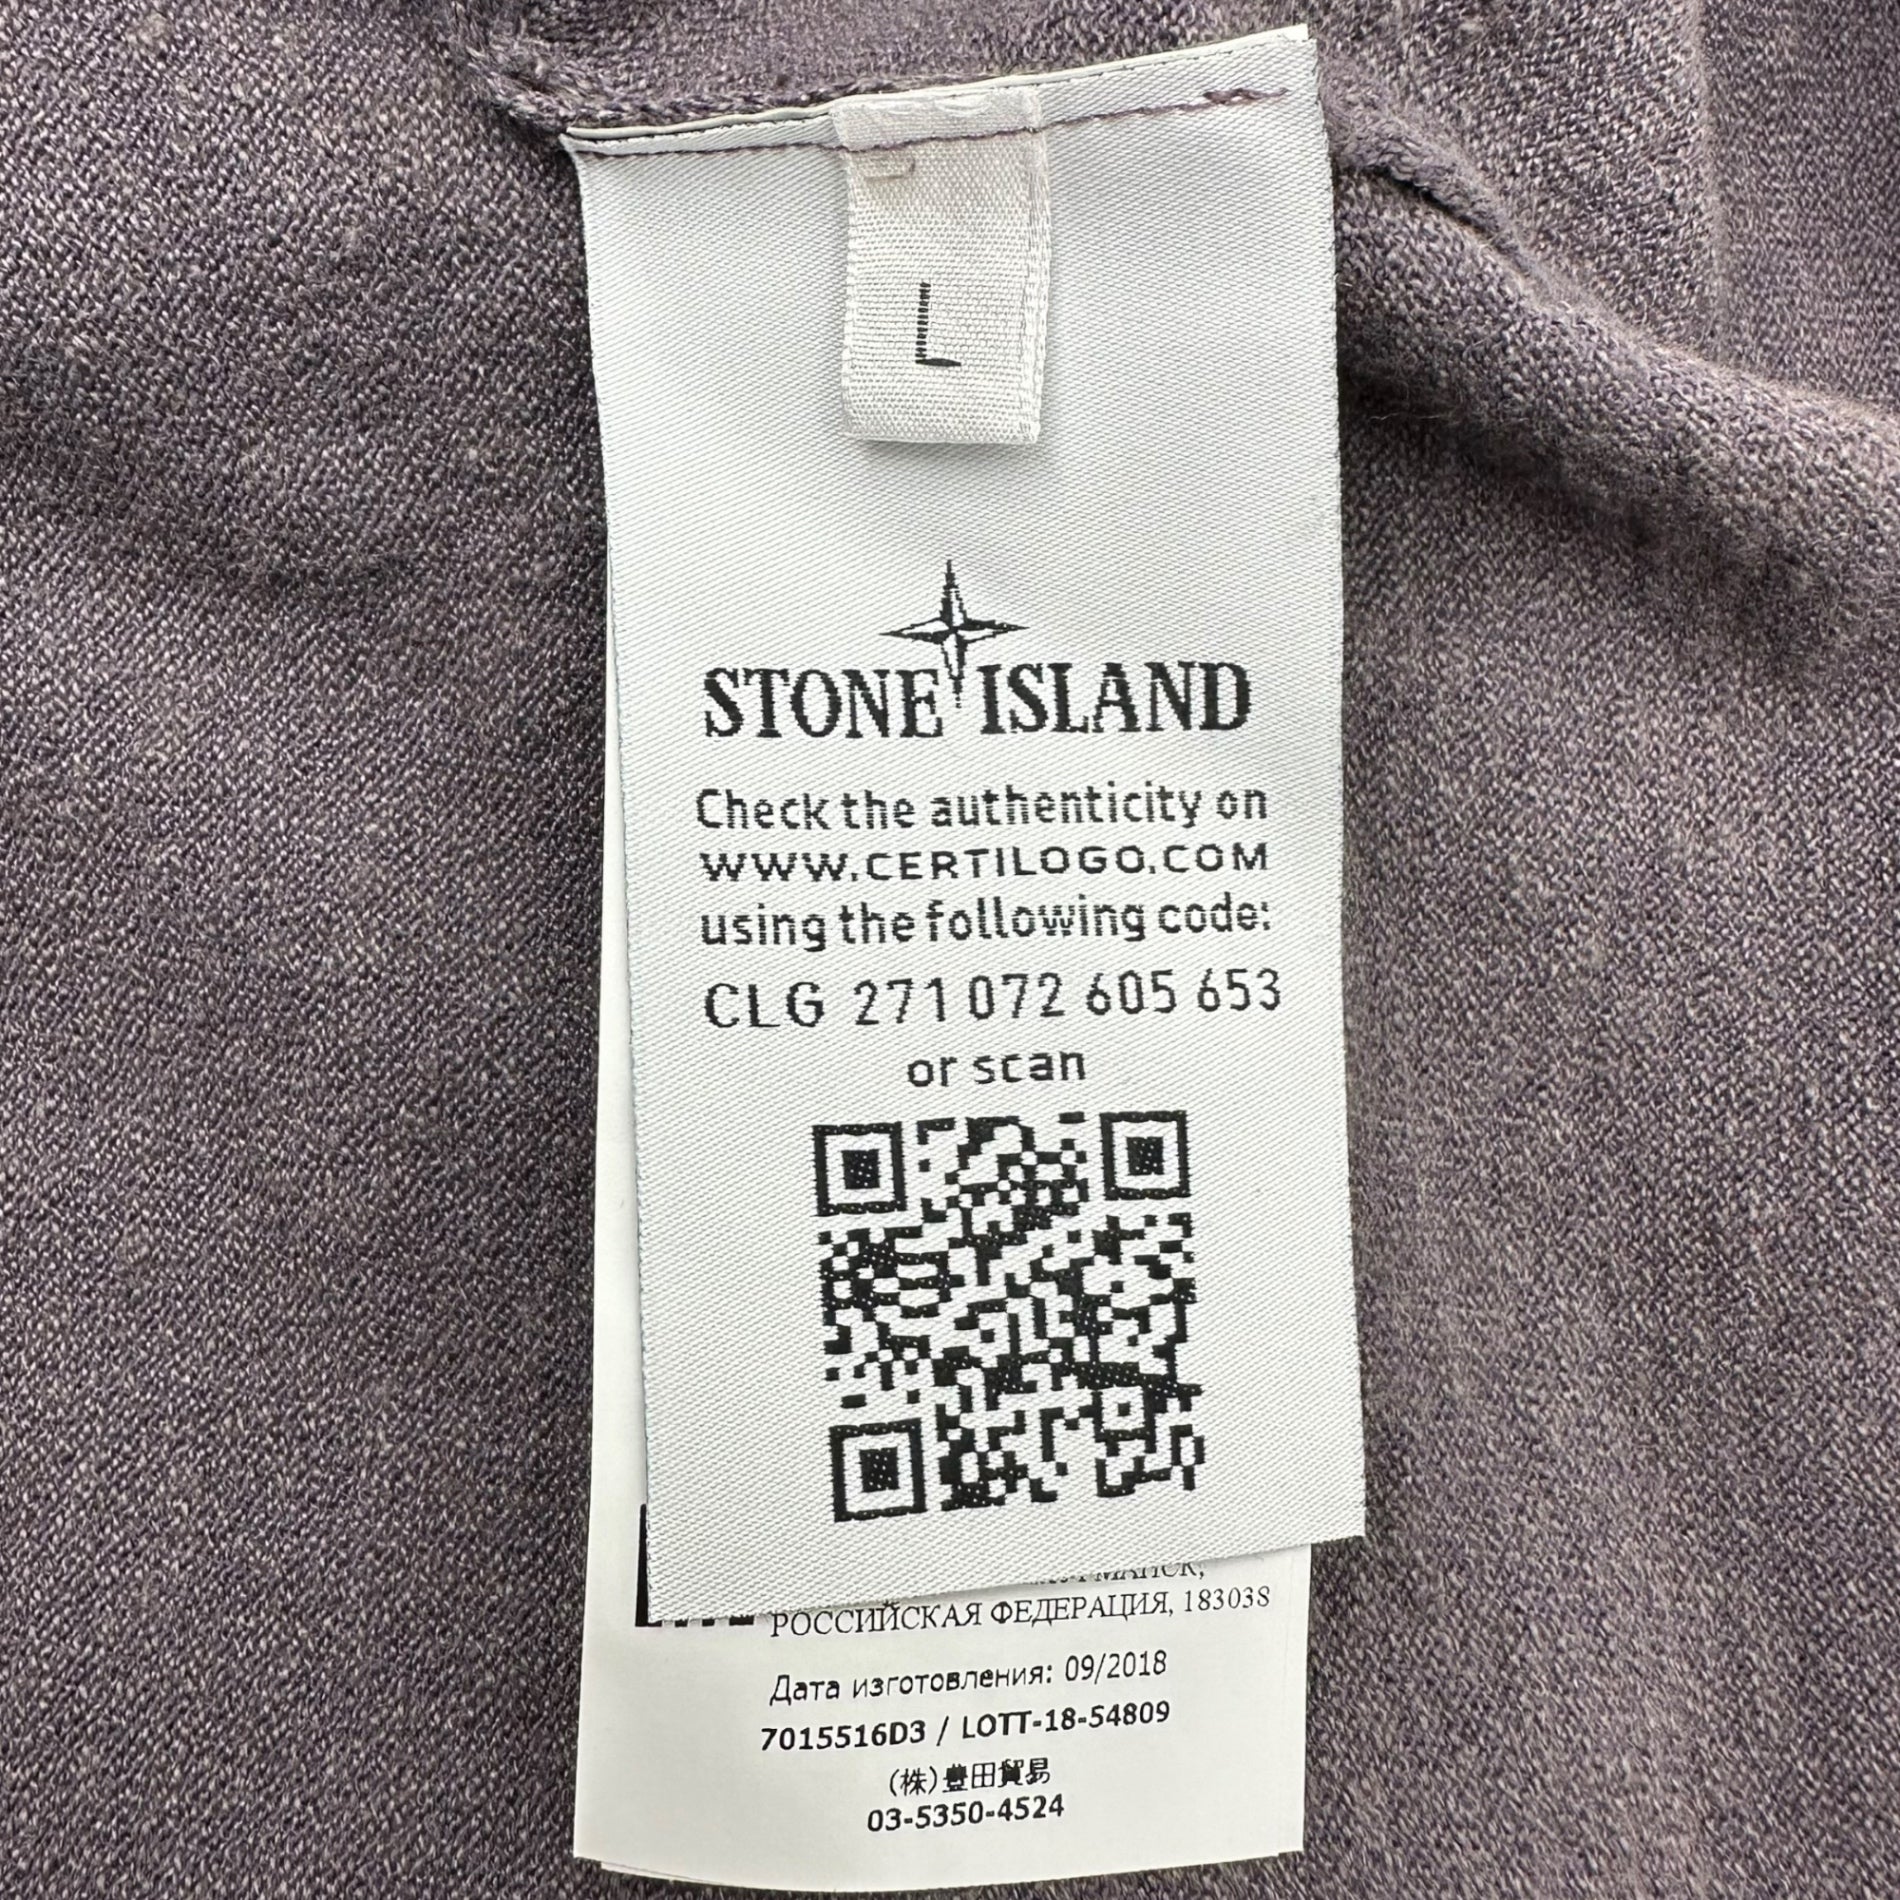 L
STONE ISLAND
Check the authenticity on
WWW.CERTILOGO.COM
using the following code:
CLG 271 072 605 653
or scan
РОССИЙСКАЯ ФЕДЕРАЦИЯ, 183038
Дата изготовления: 09/2018
7015516D3 / LOTT-18-54809
(株)豊田貿易
03-5350-4524